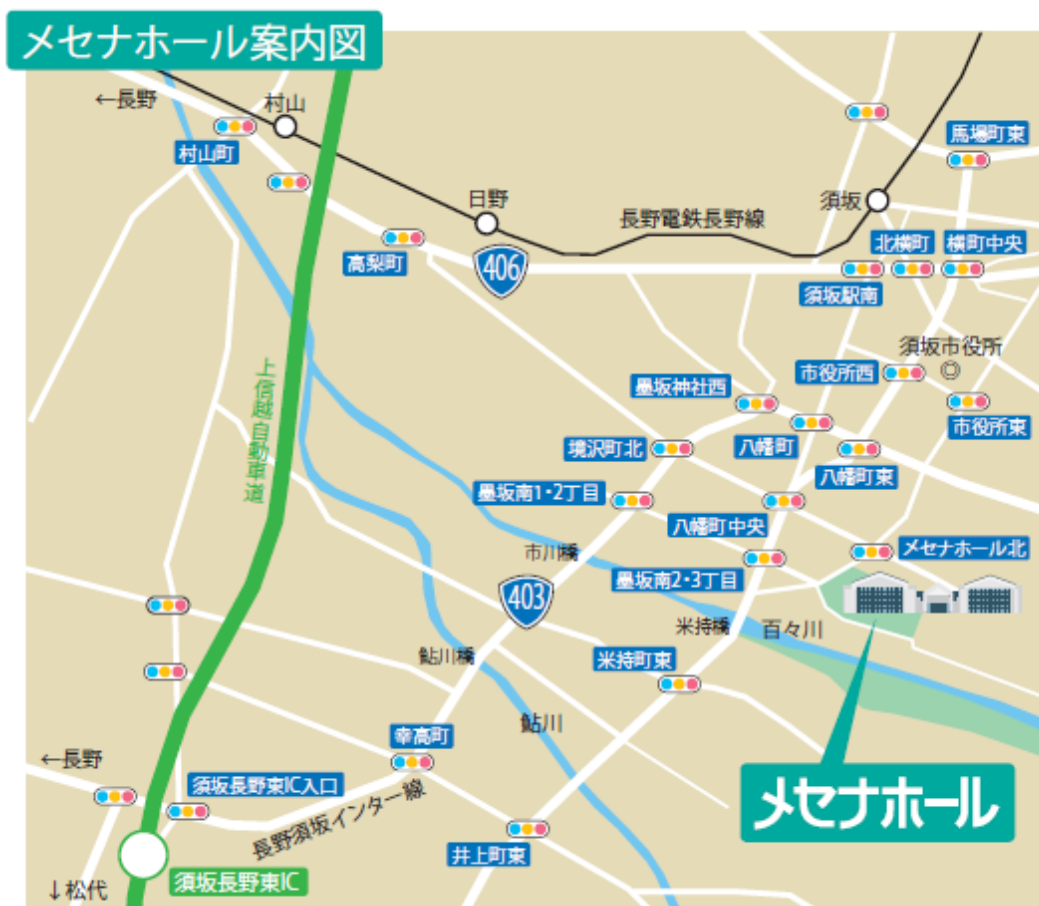 メセナホール案内図
←長野
村山
村山町
馬場町東
日野
須坂
長野電鉄長野線
高梨町
406
北横町
横町中央
須坂駅南
須坂市役所
上信越自動車道
墨坂神社西
市役所西
市役所東
境沢町北
八幡町
八幡町東
墨坂南1・2丁目
八幡町中央
メセナホール北
市川橋
墨坂南2・3丁目
403
米持橋
百々川
鮎川橋
米持町東
鮎川
幸高町
←長野
須坂長野東IC入口
長野須坂インター線
メセナホール
井上町東
須坂長野東IC
↓松代